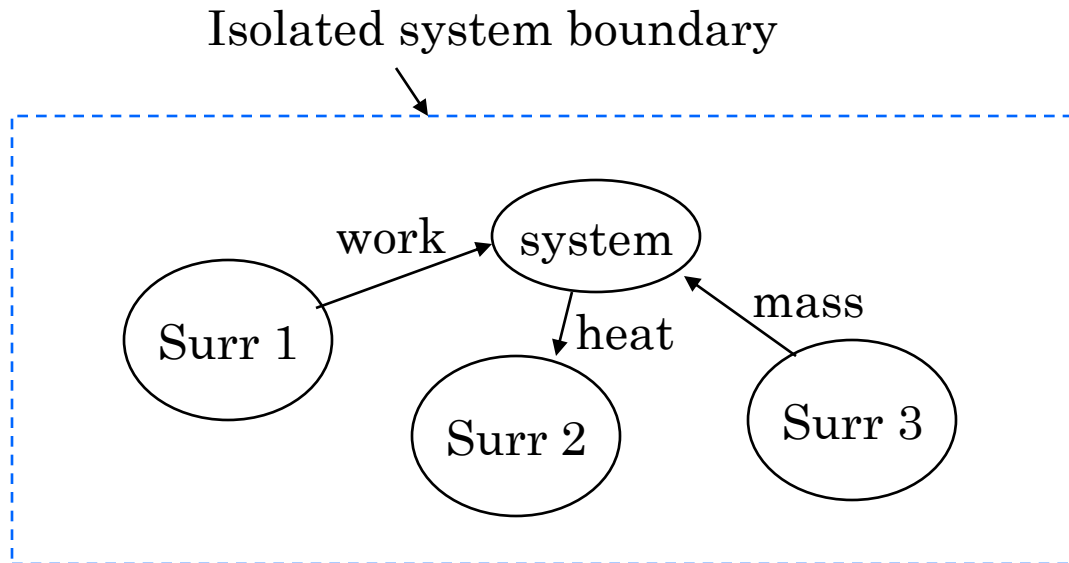 Isolated system boundary
work
system
mass
heat
Surr 1
Surr 2
Surr 3